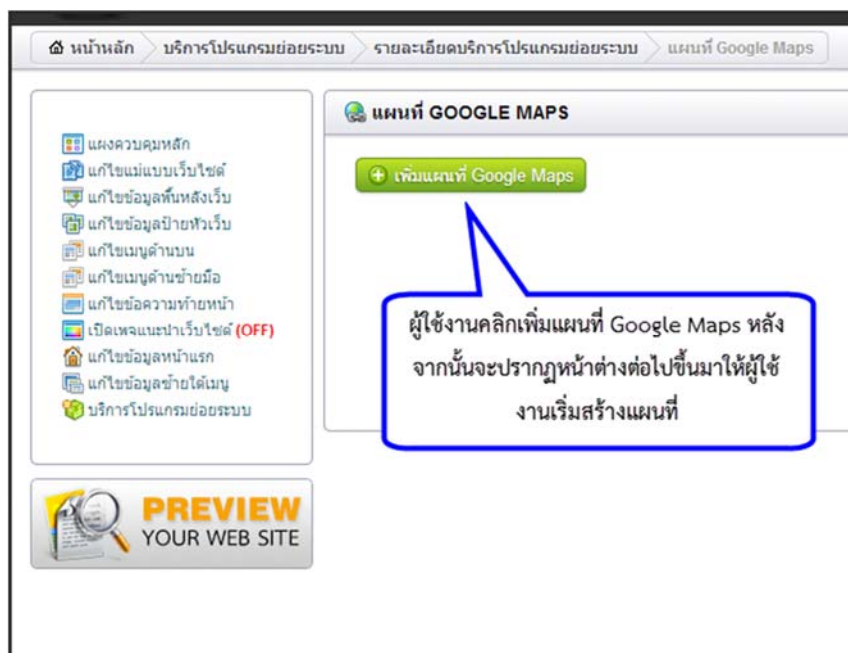 หน้าหลัก บริการโปรแกรมย่อยระบบ รายละเอียดบริการโปรแกรมย่อยระบบ แผนที่ Google Maps
แผงควบคุมหลัก
แก้ไขแม่แบบเว็บไซต์
แก้ไขข้อมูลพื้นหลังเว็บ
แก้ไขข้อมูลป้ายหัวเว็บ
แก้ไขเมนูด้านบน
แก้ไขเมนูด้านซ้ายมือ
แก้ไขข้อความท้ายหน้า
เปิดเพจแนะนำเว็บไซต์ (OFF)
แก้ไขข้อมูลหน้าแรก
แก้ไขข้อมูลซ้ายใต้เมนู
บริการโปรแกรมย่อยระบบ
PREVIEW
YOUR WEB SITE
แผนที่ GOOGLE MAPS
เพิ่มแผนที่ Google Maps
ผู้ใช้งานคลิกเพิ่มแผนที่ Google Maps หลัง
จากนั้นจะปรากฏหน้าต่างต่อไปขึ้นมาให้ผู้ใช้
งานเริ่มสร้างแผนที่